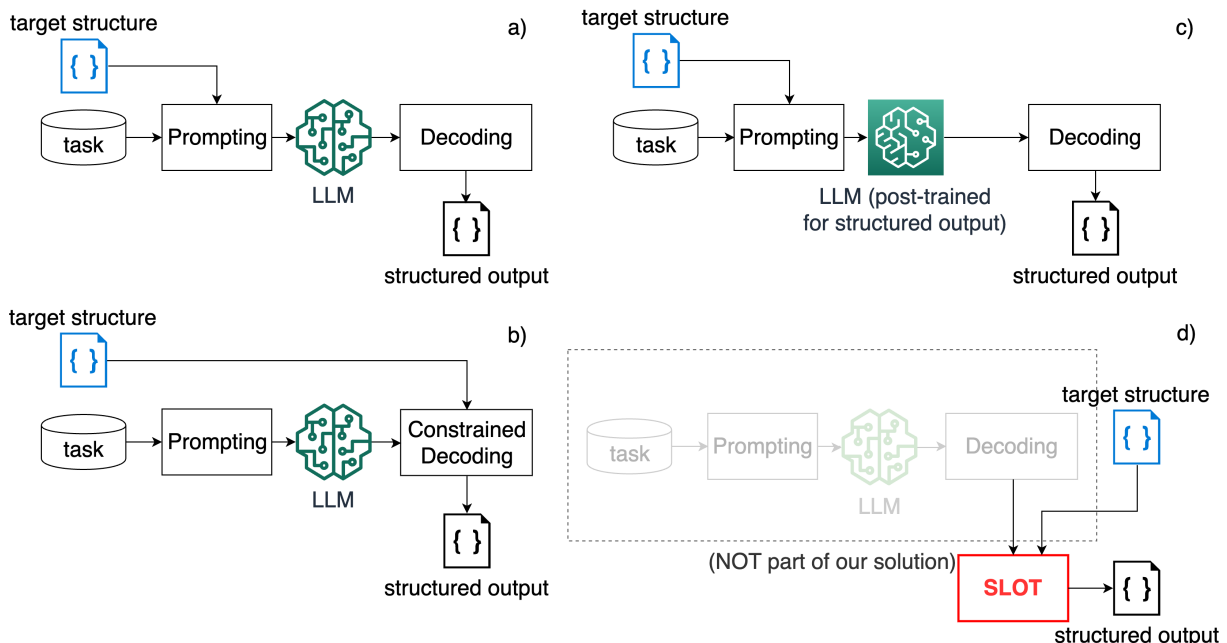 target structure
a)
{ }
task
Prompting
LLM
Decoding
{ }
structured output
target structure
c)
{ }
task
Prompting
LLM (post-trained
for structured output)
Decoding
{ }
structured output
target structure
b)
{ }
task
Prompting
LLM
Constrained
Decoding
{ }
structured output
d)
target structure
{ }
task
Prompting
LLM
Decoding
(NOT part of our solution)
SLOT
{ }
structured output